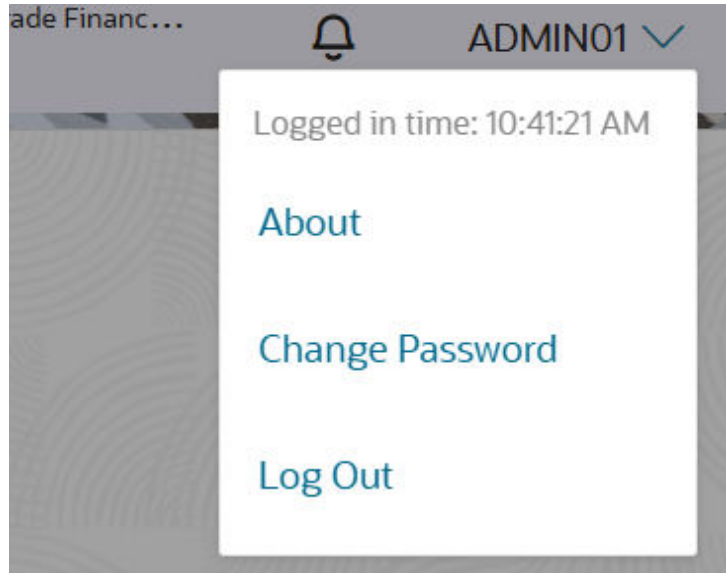 ade Financ...
ADMIN01
Logged in time: 10:41:21 AM
About
Change Password
Log Out